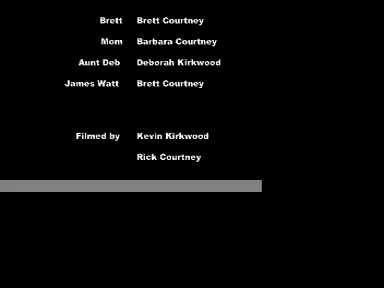 Brett Brett Courtney
Mom Barbara Courtney
Aunt Deb Deborah Kirkwood
James Watt Brett Courtney
Filmed by Kevin Kirkwood
Rick Courtney